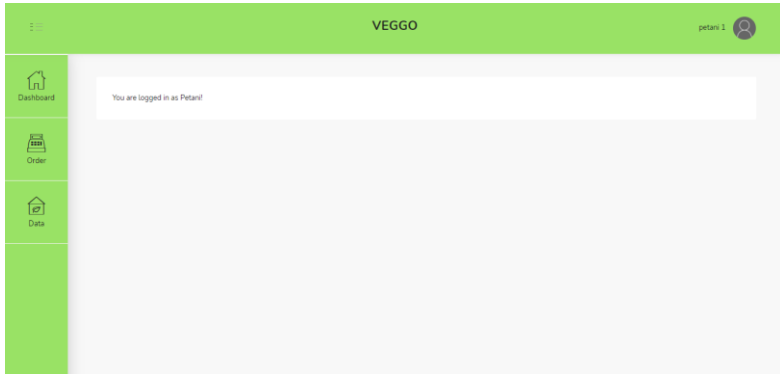 VEGGO
petani 1
Dashboard
You are logged in as Petani!
Order
Data